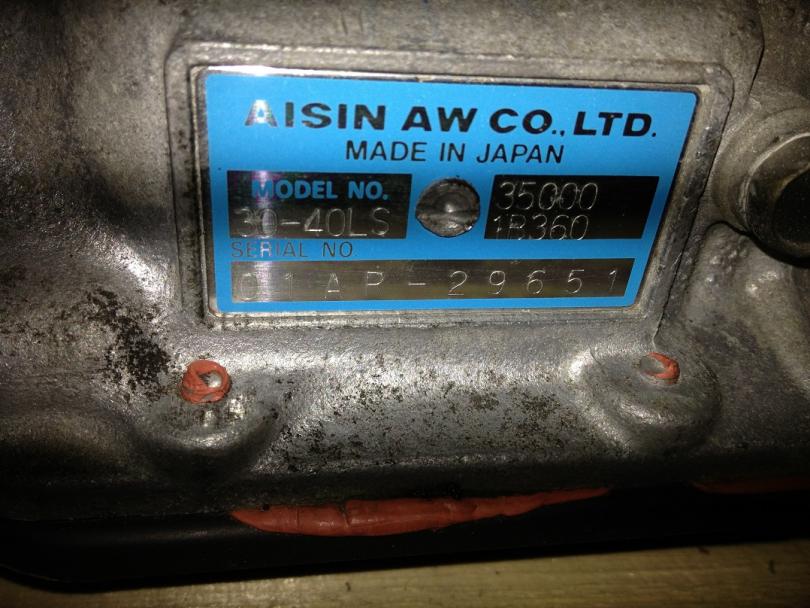 AISIN AW CO., LTD.
MADE IN JAPAN
MODEL NO.
30-40LS
35000
1B360
SERIAL NO.
01AP-29651